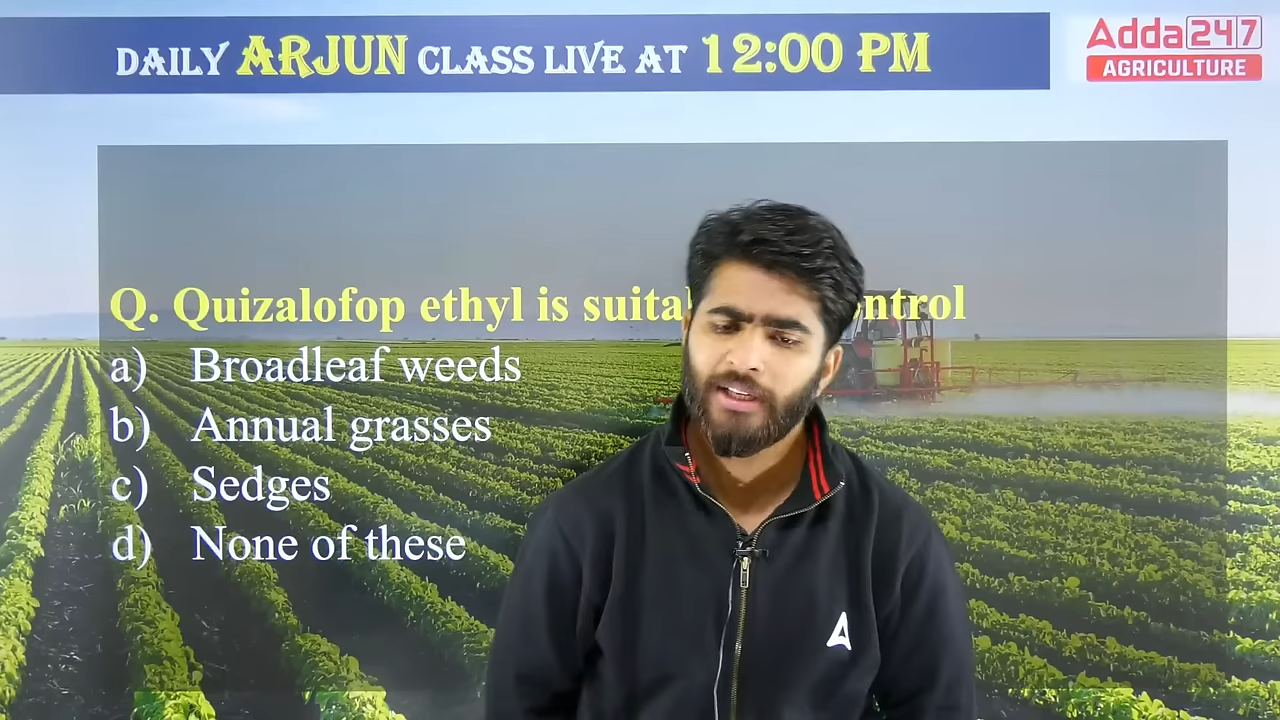 DAILY ARJUN CLASS LIVE AT 12:00 PM
Adda247
AGRICULTURE
Q. Quizalofop ethyl is
a) Broadleaf weeds
b) Annual grasses
c) Sedges
d) None of these